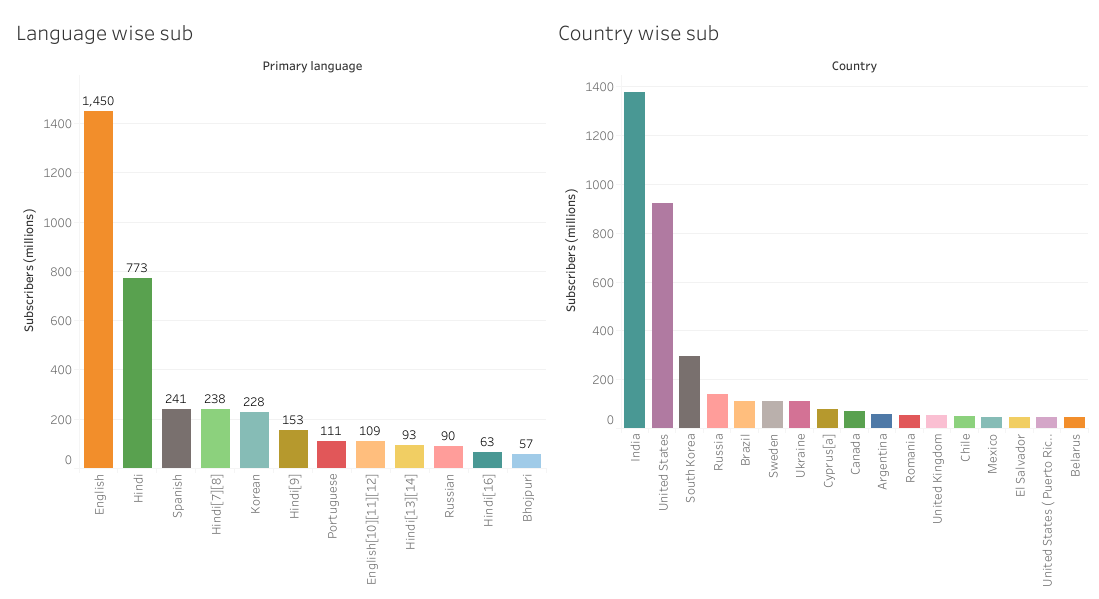 Language wise sub
Primary language
Subscribers (millions)
1400
1200
1000
800
600
400
200
0
1,450
773
241
238
228
153
111
109
93
90
63
57
English
Hindi
Spanish
Hindi[7][8]
Korean
Hindi[9]
Portuguese
English[10][11][12]
Hindi[13][14]
Russian
Hindi[16]
Bhojpuri
Country wise sub
Country
Subscribers (millions)
1400
1200
1000
800
600
400
200
0
India
United States
South Korea
Russia
Brazil
Sweden
Ukraine
Cyprus[a]
Canada
Argentina
Romania
United Kingdom
Chile
Mexico
El Salvador
United States ( Puerto Ric..
Belarus